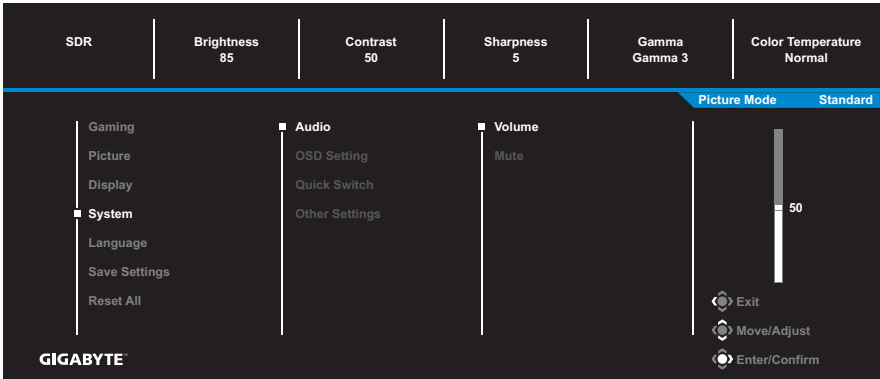 SDR
Brightness
85
Contrast
50
Sharpness
5
Gamma
Gamma 3
Color Temperature
Normal
Picture Mode Standard
Gaming
Picture
Display
System
Language
Save Settings
Reset All
Audio
OSD Setting
Quick Switch
Other Settings
Volume
Mute
50
Exit
Move/Adjust
Enter/Confirm
GIGABYTE™